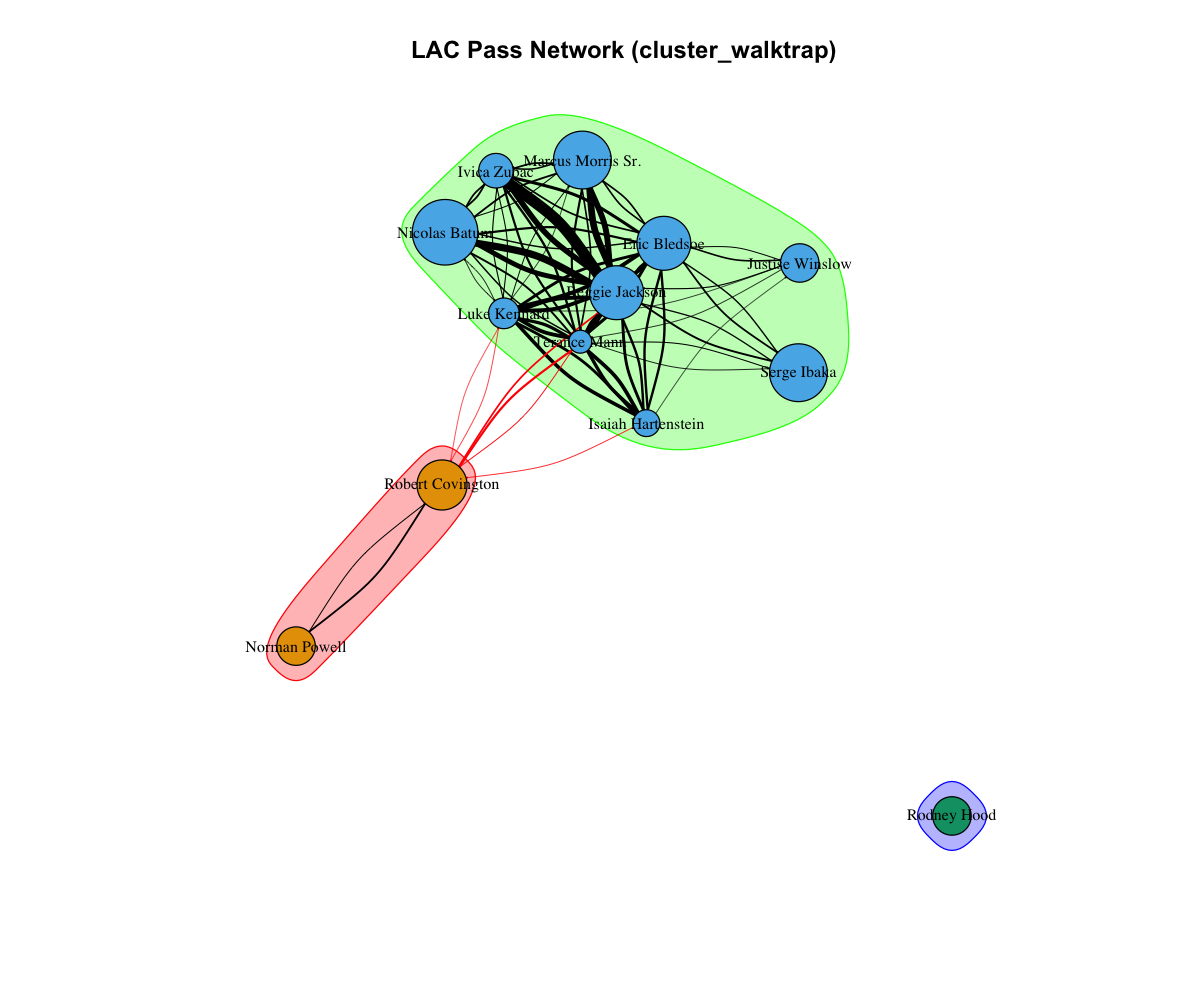 LAC Pass Network (cluster_walktrap)
Marcus Morris Sr.
Ivica Zubac
Nicolas Batum
Eric Bledsoe
Justise Winslow
Reggie Jackson
Luke Kennard
Terance Mann
Serge Ibaka
Isaiah Hartenstein
Robert Covington
Norman Powell
Rodney Hood